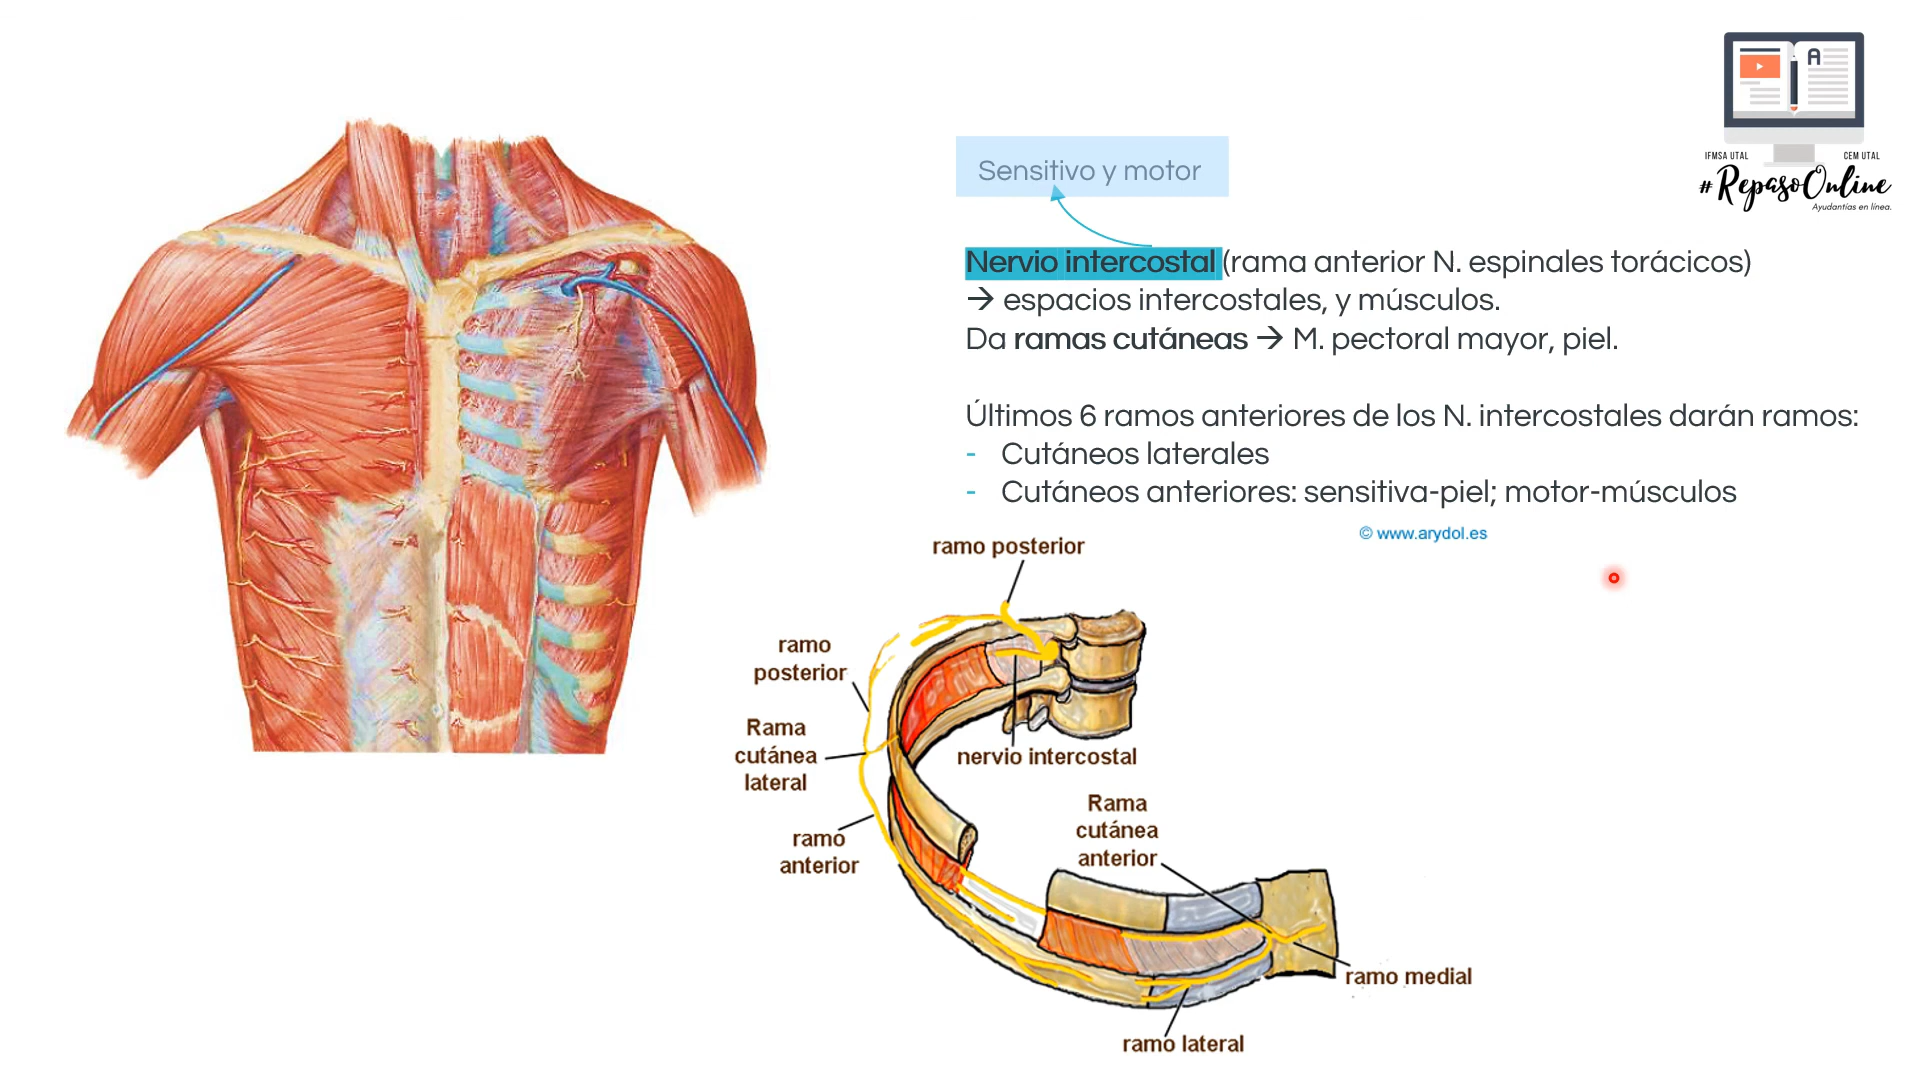 A
IFMSA UTAL
CEM UTAL
#RepasoOnline
Ayudantías en línea.
Sensitivo y motor
Nervio intercostal (rama anterior N. espinales torácicos)
→ espacios intercostales, y músculos.
Da ramas cutáneas → M. pectoral mayor, piel.
Últimos 6 ramos anteriores de los N. intercostales darán ramos:
- Cutáneos laterales
- Cutáneos anteriores: sensitiva-piel; motor-músculos
© www.arydol.es
ramo posterior
ramo
posterior
Rama
cutánea
lateral
nervio intercostal
ramo
anterior
Rama
cutánea
anterior
ramo medial
ramo lateral